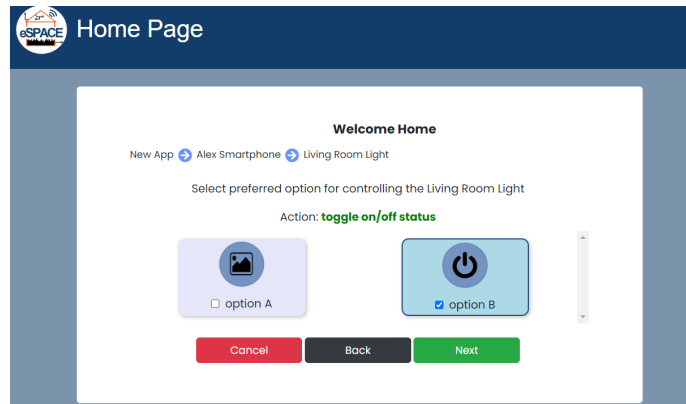 eSPACE
Home Page
Welcome Home
New App Alex Smartphone Living Room Light
Select preferred option for controlling the Living Room Light
Action: toggle on/off status
option A option B
Cancel Back Next